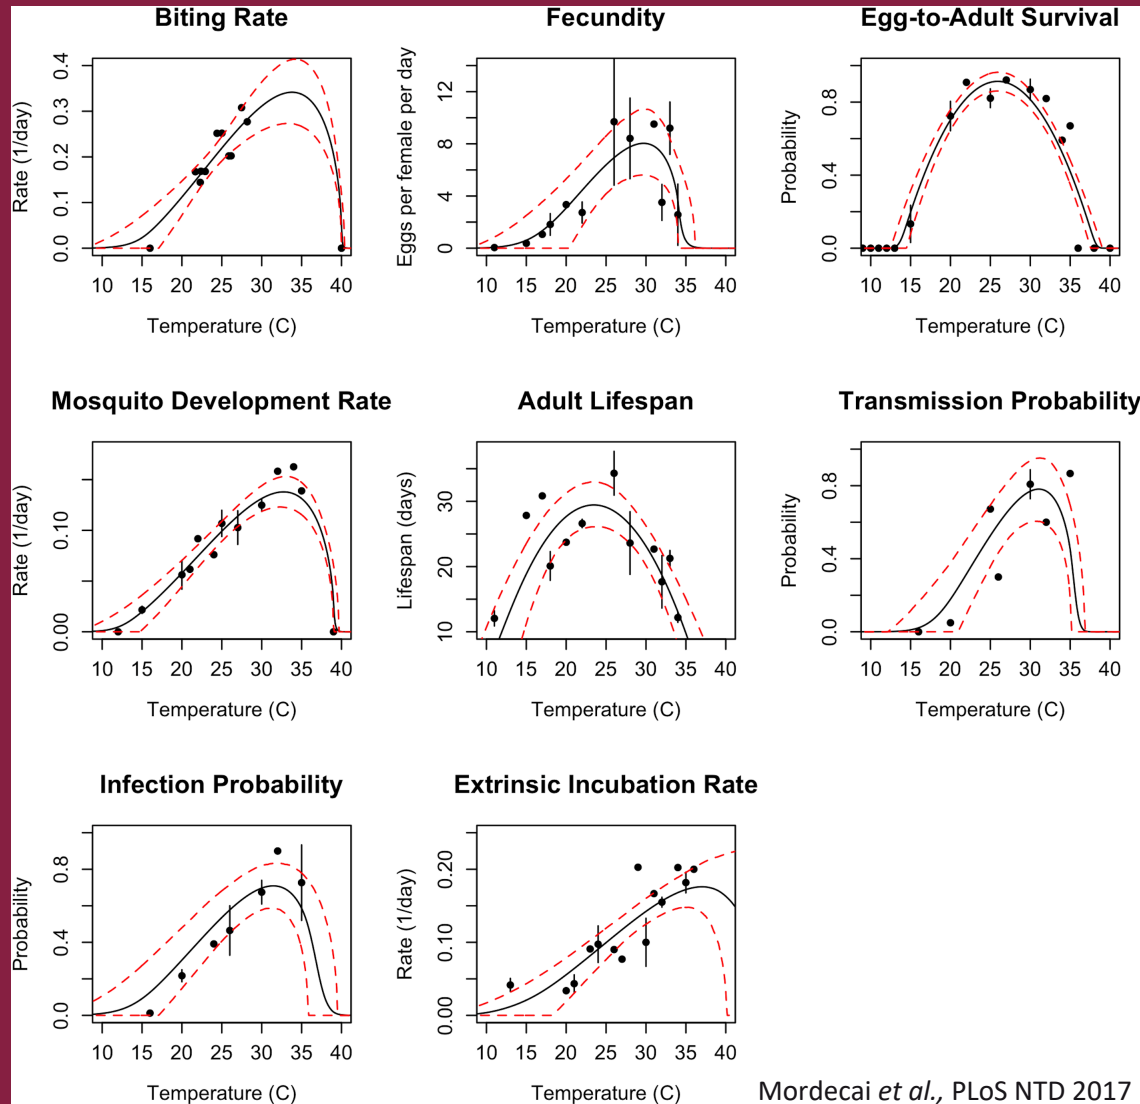 Biting Rate
Rate (1/day)
0.0 0.1 0.2 0.3 0.4
10 15 20 25 30 35 40
Temperature (C)
Fecundity
Eggs per female per day
0 4 8 12
10 15 20 25 30 35 40
Temperature (C)
Egg-to-Adult Survival
Probability
0.0 0.4 0.8
10 15 20 25 30 35 40
Temperature (C)
Mosquito Development Rate
Rate (1/day)
0.00 0.10
10 15 20 25 30 35 40
Temperature (C)
Adult Lifespan
Lifespan (days)
10 20 30
10 15 20 25 30 35 40
Temperature (C)
Transmission Probability
Probability
0.0 0.4 0.8
10 15 20 25 30 35 40
Temperature (C)
Infection Probability
Probability
0.0 0.4 0.8
10 15 20 25 30 35 40
Temperature (C)
Extrinsic Incubation Rate
Rate (1/day)
0.00 0.10 0.20
10 15 20 25 30 35 40
Temperature (C)
Mordecai et al., PLoS NTD 2017